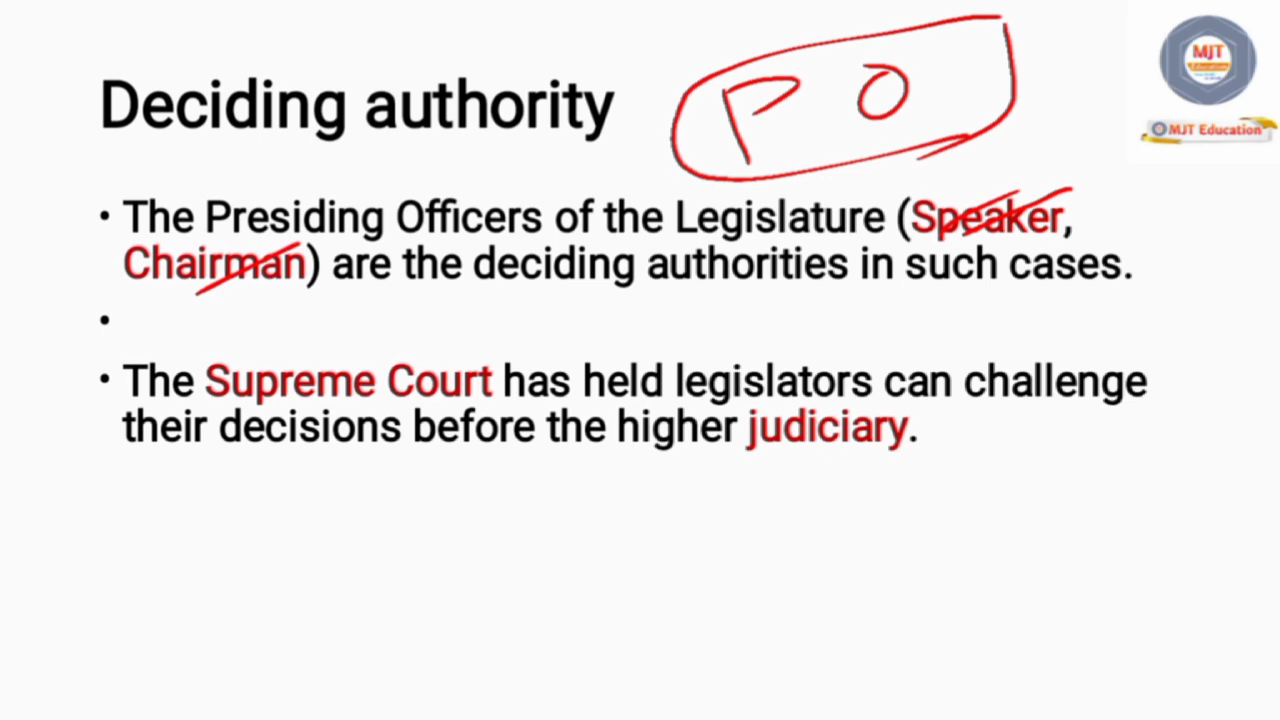 Deciding authority
P O
MJT
MJT Education
• The Presiding Officers of the Legislature (Speaker,
Chairman) are the deciding authorities in such cases.
•
• The Supreme Court has held legislators can challenge
their decisions before the higher judiciary.